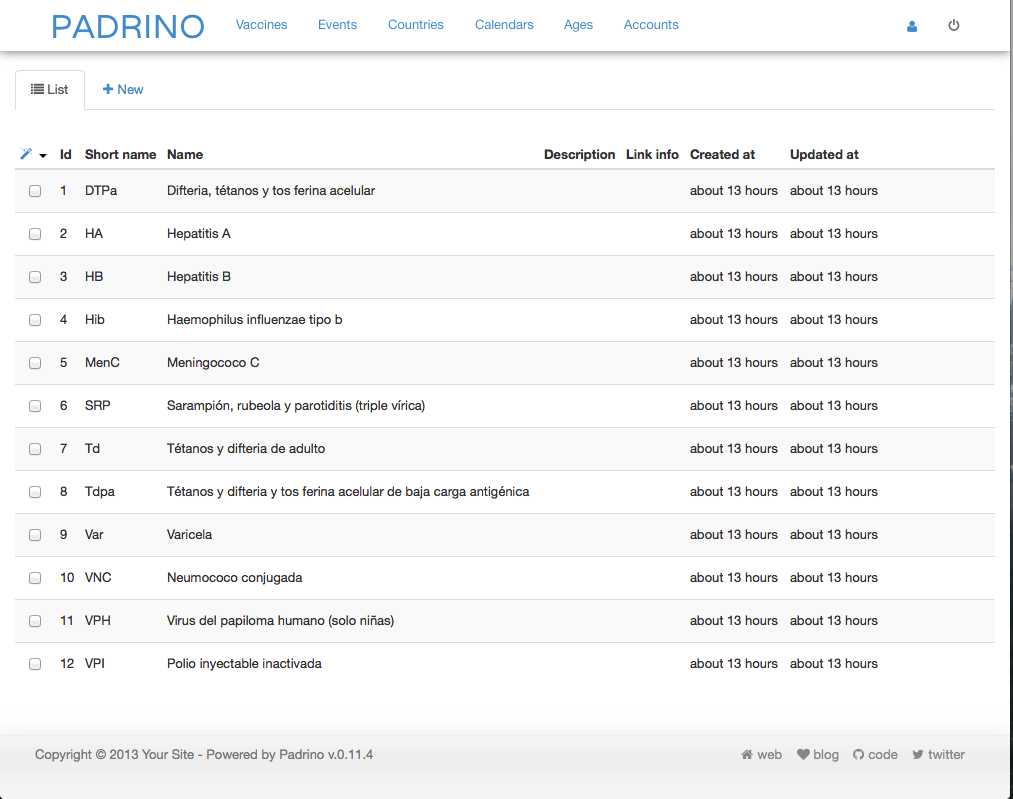 PADRINO Vaccines Events Countries Calendars Ages Accounts
List New
Id Short name Name Description Link info Created at Updated at
1 DTPa Difteria, tétanos y tos ferina acelular about 13 hours about 13 hours
2 HA Hepatitis A about 13 hours about 13 hours
3 HB Hepatitis B about 13 hours about 13 hours
4 Hib Haemophilus influenzae tipo b about 13 hours about 13 hours
5 MenC Meningococo C about 13 hours about 13 hours
6 SRP Sarampión, rubeola y parotiditis (triple vírica) about 13 hours about 13 hours
7 Td Tétanos y difteria de adulto about 13 hours about 13 hours
8 Tdpa Tétanos y difteria y tos ferina acelular de baja carga antigénica about 13 hours about 13 hours
9 Var Varicela about 13 hours about 13 hours
10 VNC Neumococo conjugada about 13 hours about 13 hours
11 VPH Virus del papiloma humano (solo niñas) about 13 hours about 13 hours
12 VPI Polio inyectable inactivada about 13 hours about 13 hours
Copyright © 2013 Your Site - Powered by Padrino v.0.11.4 web blog code twitter